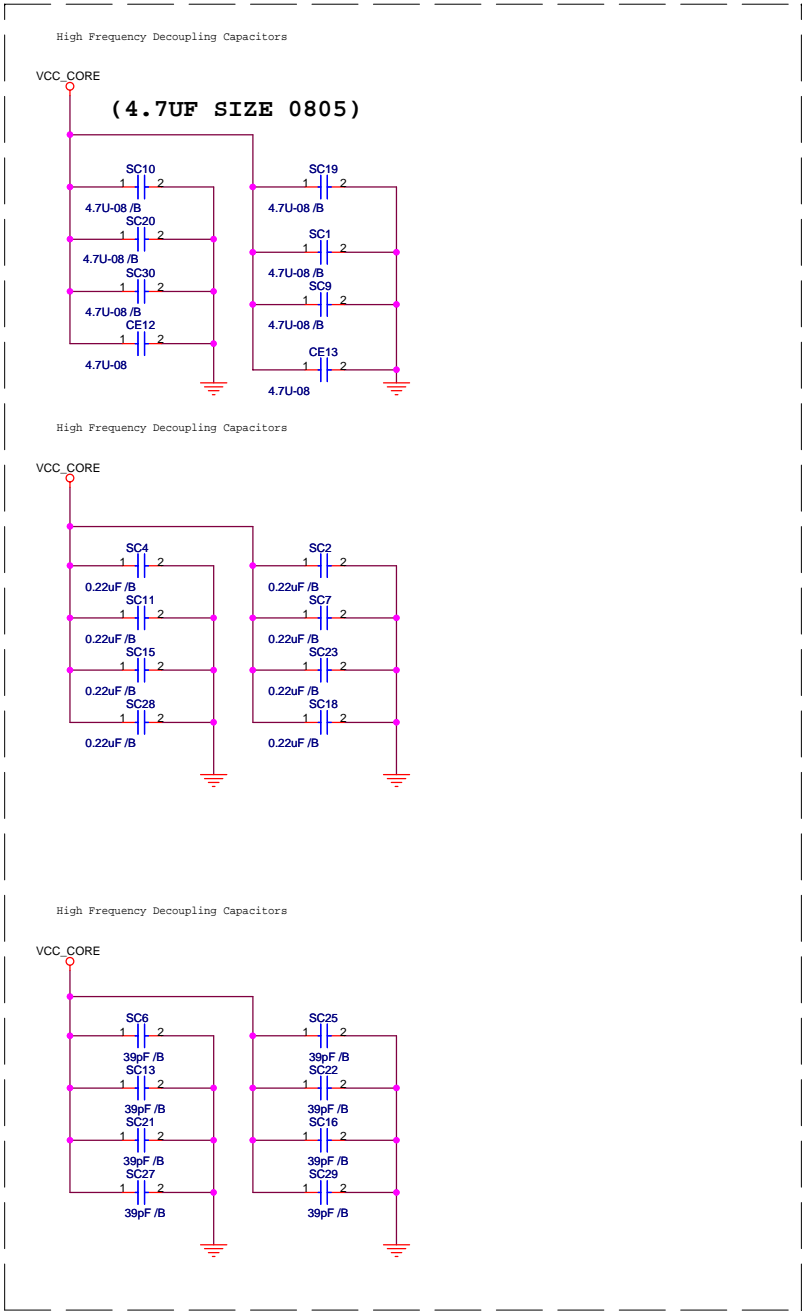 High Frequency Decoupling Capacitors
VCC_CORE
(4.7UF SIZE 0805)
SC10
1 2
4.7U-08 /B
SC20
1 2
4.7U-08 /B
SC30
1 2
4.7U-08 /B
CE12
1 2
4.7U-08
SC19
1 2
4.7U-08 /B
SC1
1 2
4.7U-08 /B
SC9
1 2
4.7U-08 /B
CE13
1 2
4.7U-08
High Frequency Decoupling Capacitors
VCC_CORE
SC4
1 2
0.22uF /B
SC11
1 2
0.22uF /B
SC15
1 2
0.22uF /B
SC28
1 2
0.22uF /B
SC2
1 2
0.22uF /B
SC7
1 2
0.22uF /B
SC23
1 2
0.22uF /B
SC18
1 2
0.22uF /B
High Frequency Decoupling Capacitors
VCC_CORE
SC6
1 2
39pF /B
SC13
1 2
39pF /B
SC21
1 2
39pF /B
SC27
1 2
39pF /B
SC25
1 2
39pF /B
SC22
1 2
39pF /B
SC16
1 2
39pF /B
SC29
1 2
39pF /B